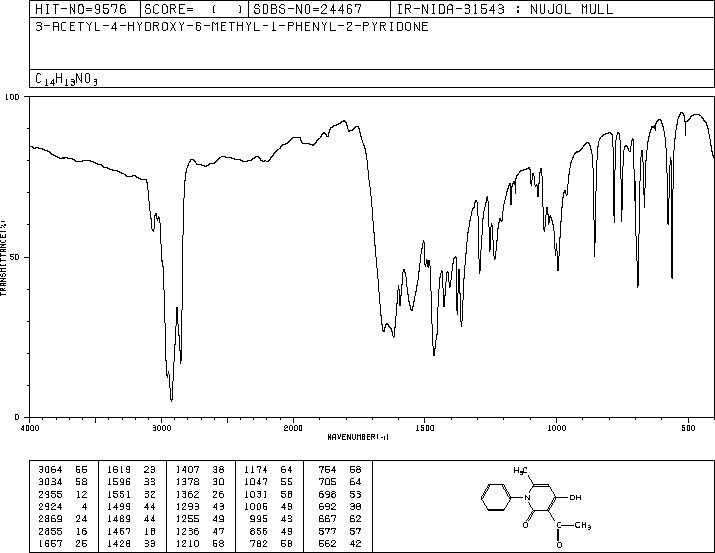 HIT-NO=9576 |SCORE= ( )|SDBS-NO=24467 |IR-NIDA-31543 : NUJOL MULL
3-ACETYL-4-HYDROXY-6-METHYL-1-PHENYL-2-PYRIDONE
C14H13NO3
100
TRANSMITTANCE(%)
50
0
4000 3000 2000 1500 1000 500
WAVENUMBER(-1)
3064 1619 1407 38 1174 64 754 58
3034 58 1596 33 1378 30 1047 55 705 64
2955 12 1551 32 1362 26 1031 58 698 53
2924 4 1499 44 1293 43 1006 49 692 38
2869 24 1489 44 1255 49 995 43 667 62
2855 16 1467 18 1236 47 856 49 577 57
1657 26 1428 33 1210 58 782 58 562 42
H3C
N
OH
O
C
CH3
O